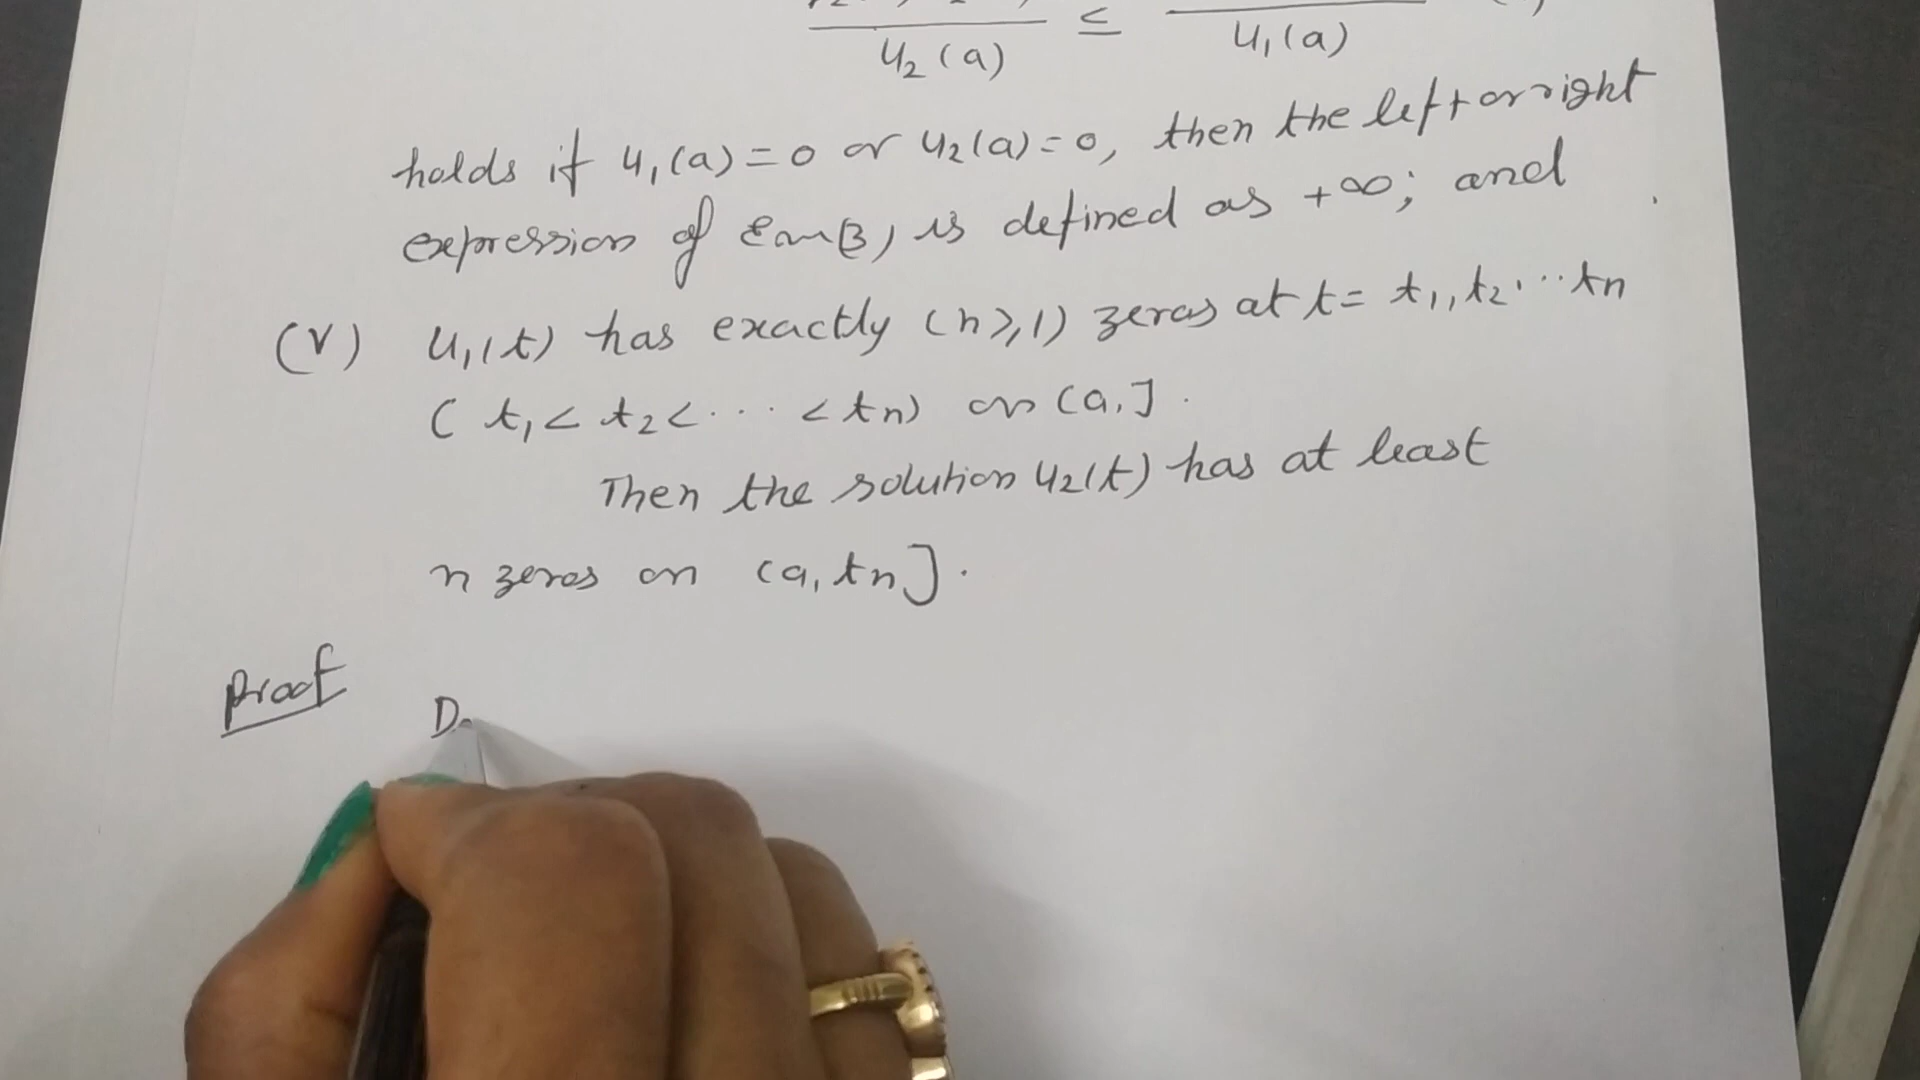 u2(a) ≤ u1(a)
holds if u1(a)=0 or u2(a)=0, then the left or right
expression of Eqn(3) is defined as +∞; and
(V) u1(t) has exactly (n≥1) zeros at t= t1, t2, ... tn
(t1 < t2 < ... < tn) on (a, ].
Then the solution u2(t) has at least
n zeros on (a, tn].
Proof